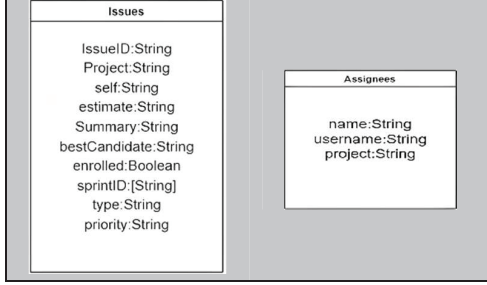 Issues
IssueID:String
Project:String
self:String
estimate:String
Summary:String
bestCandidate:String
enrolled:Boolean
sprintID:[String]
type:String
priority:String
Assignees
name:String
username:String
project:String